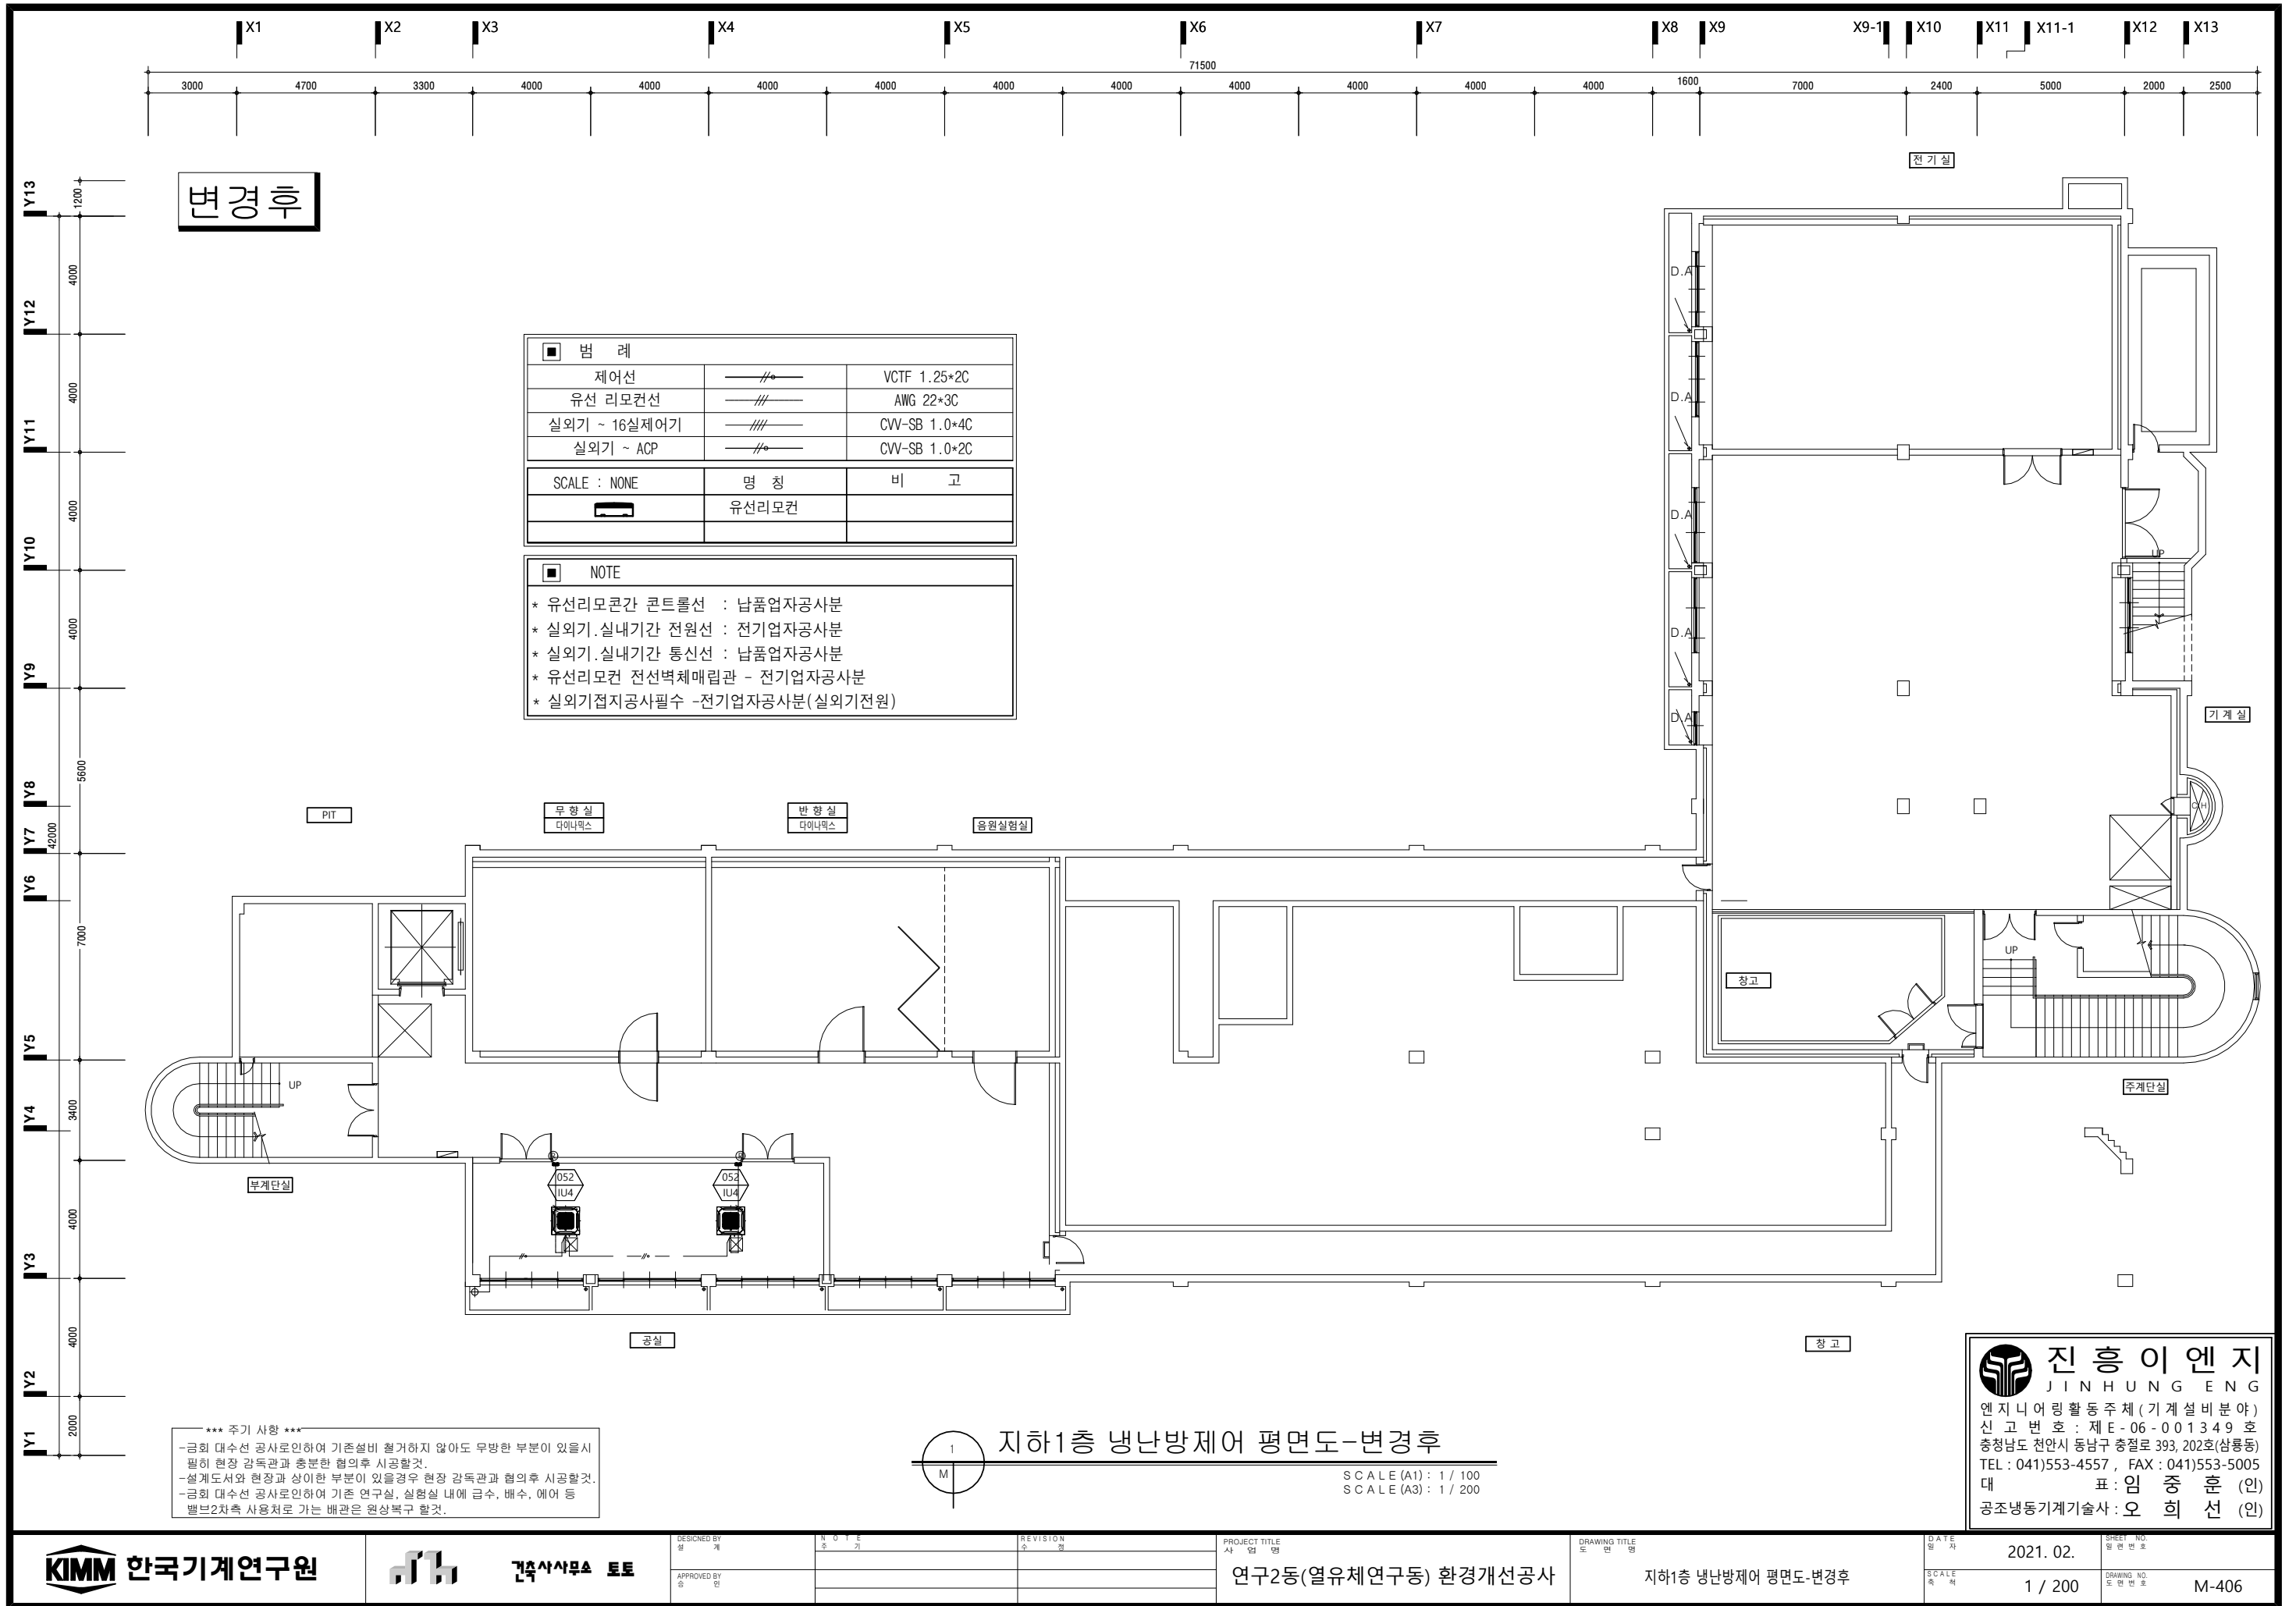 X1 X2 X3 X4 X5 X6 X7 X8 X9 X9-1 X10 X11 X11-1 X12 X13
71500
3000 4700 3300 4000 4000 4000 4000 4000 4000 4000 4000 4000 4000 1600 7000 2400 5000 2000 2500
Y13
Y12
Y11
Y10
Y9
Y8
Y7
Y6
Y5
Y4
Y3
Y2
Y1
1200
4000
4000
4000
4000
5600
42000
7000
3400
4000
4000
2000
변경후
전 기 실
범 례
제어선 VCTF 1.25*2C
유선 리모컨선 AWG 22*3C
실외기 ~ 16실제어기 CVV-SB 1.0*4C
실외기 ~ ACP CVV-SB 1.0*2C
SCALE : NONE 명 칭 비 고
유선리모컨
NOTE
* 유선리모콘간 콘트롤선 : 납품업자공사분
* 실외기.실내기간 전원선 : 전기업자공사분
* 실외기.실내기간 통신선 : 납품업자공사분
* 유선리모컨 전선벽체매립관 - 전기업자공사분
* 실외기접지공사필수 -전기업자공사분(실외기전원)
D.A
D.A
D.A
D.A
D.A
UP
기 계 실
PIT
무 향 실
다이나믹스
반 향 실
다이나믹스
음원실험실
창고
UP
UP
주계단실
부계단실
052
IU4
052
IU4
공실
창 고
*** 주기 사항 ***
-금회 대수선 공사로인하여 기존설비 철거하지 않아도 무방한 부분이 있을시
필히 현장 감독관과 충분한 협의후 시공할것.
-설계도서와 현장과 상이한 부분이 있을경우 현장 감독관과 협의후 시공할것.
-금회 대수선 공사로인하여 기존 연구실, 실험실 내에 급수, 배수, 에어 등
밸브2차측 사용처로 가는 배관은 원상복구 할것.
1
M
지하1층 냉난방제어 평면도-변경후
SCALE(A1) : 1 / 100
SCALE(A3) : 1 / 200
진흥이엔지
JINHUNG ENG
엔지니어링활동주체(기계설비분야)
신 고 번 호 : 제E-06-001349호
충청남도 천안시 동남구 충절로 393, 202호(삼룡동)
TEL : 041)553-4557 , FAX : 041)553-5005
대 표 : 임 중 훈 (인)
공조냉동기계기술사 : 오 희 선 (인)
KIMM 한국기계연구원
건축사사무소 토토
DESICNED BY
설 계
APPROVED BY
승 인
NOTE
주 기
REVISION
수 정
PROJECT TITLE
사 업 명
연구2동(열유체연구동) 환경개선공사
DRAWING TITLE
도 면 명
지하1층 냉난방제어 평면도-변경후
DATE
일 자
2021. 02.
SCALE
축 척
1 / 200
SHEET NO.
일 련 번 호
DRAWING NO.
도 면 번 호
M-406